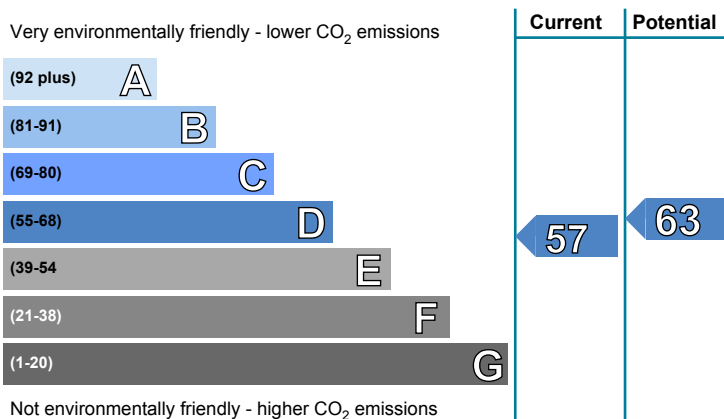 Very environmentally friendly - lower CO2 emissions
Current
Potential
(92 plus) A
(81-91) B
(69-80) C
(55-68) D
(39-54 E
(21-38) F
(1-20) G
57
63
Not environmentally friendly - higher CO2 emissions